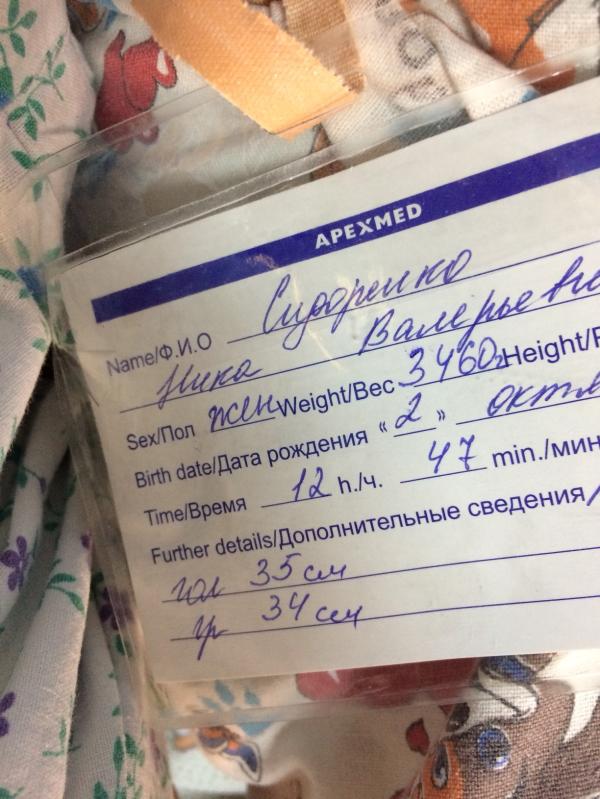 APEXMED
Name/Ф.И.О Сидоренко
Ника Валерьевн
Sex/Пол жен Weight/Вес 3460г Height/Р
Birth date/Дата рождения “ 2 ” октя
Time/Время 12 h./ч. 47 min./мин
Further details/Дополнительные сведения/
гол 35 см
гр 34 см